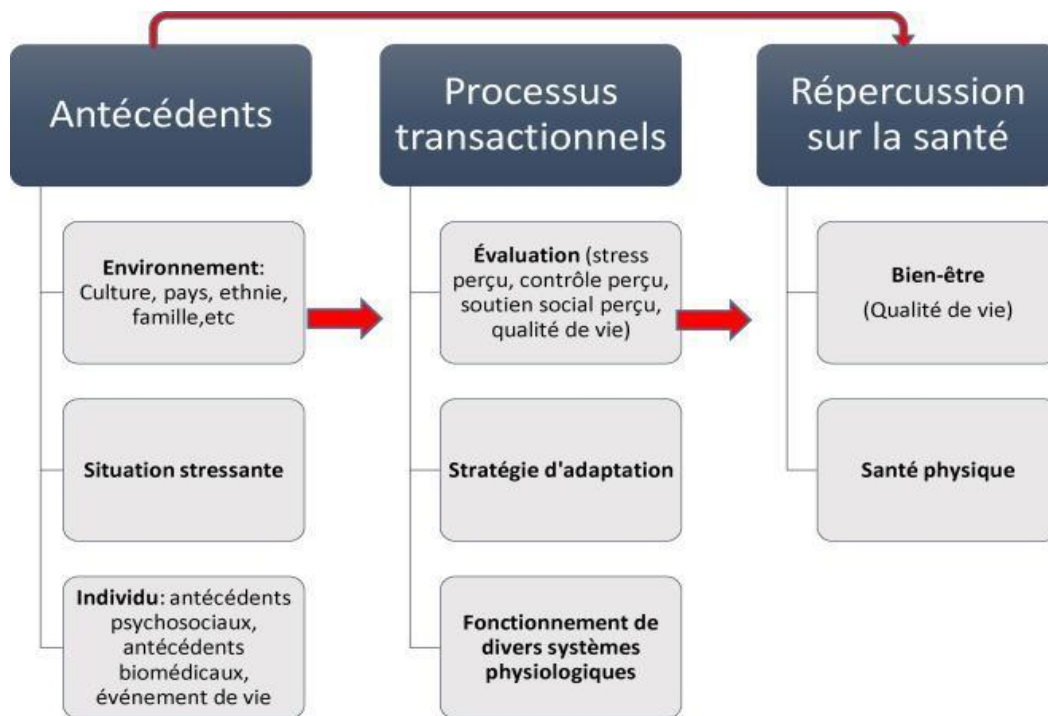 Antécédents
Environnement:
Culture, pays, ethnie,
famille,etc
Situation stressante
Individu: antécédents
psychosociaux,
antécédents
biomédicaux,
événement de vie
Processus
transactionnels
Évaluation (stress
perçu, contrôle perçu,
soutien social perçu,
qualité de vie)
Stratégie d'adaptation
Fonctionnement de
divers systèmes
physiologiques
Répercussion
sur la santé
Bien-être
(Qualité de vie)
Santé physique